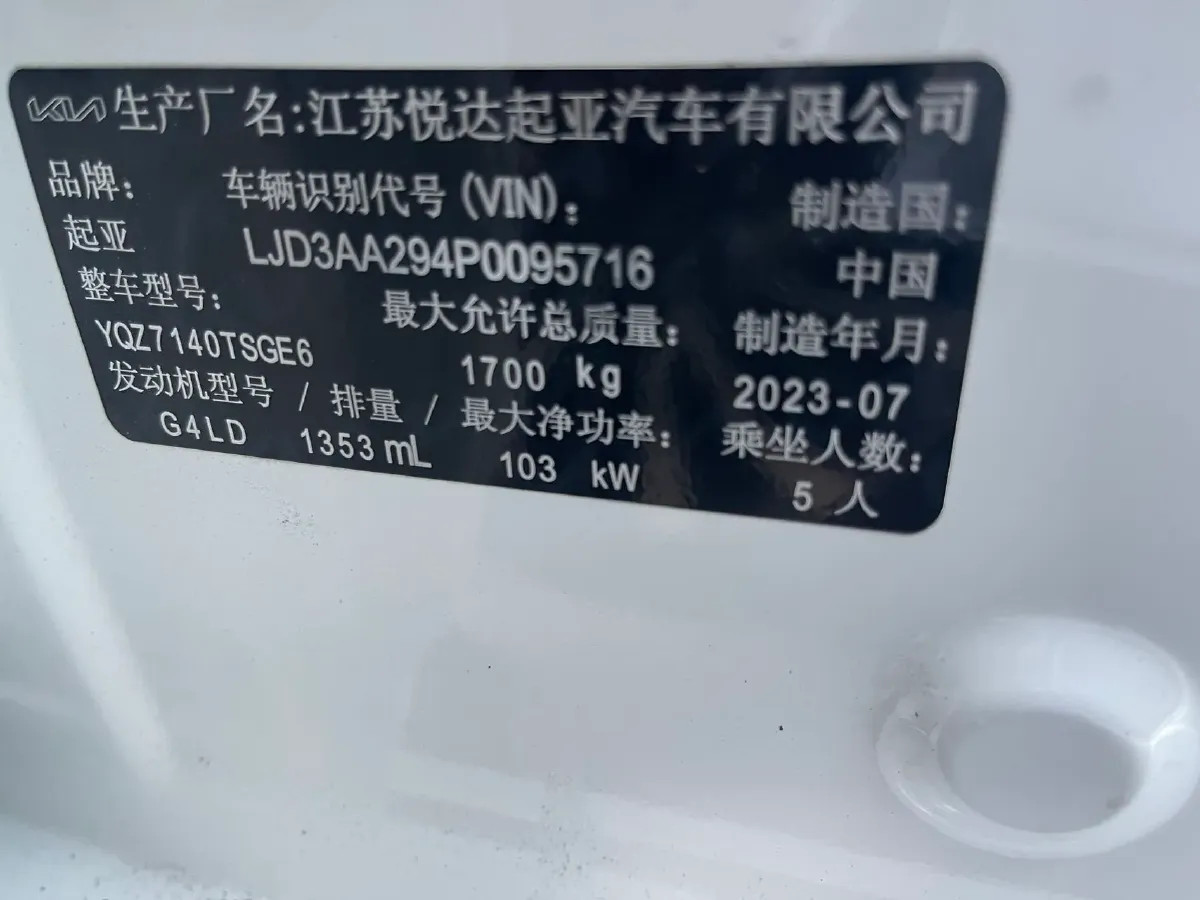 KIA 生产厂名:江苏悦达起亚汽车有限公司
品牌: 车辆识别代号(VIN): 制造国:
起亚 LJD3AA294P0095716 中国
整车型号: 最大允许总质量: 制造年月:
YQZ7140TSGE6 1700 kg 2023-07
发动机型号 / 排量 / 最大净功率: 乘坐人数:
G4LD 1353 mL 103 kW 5 人